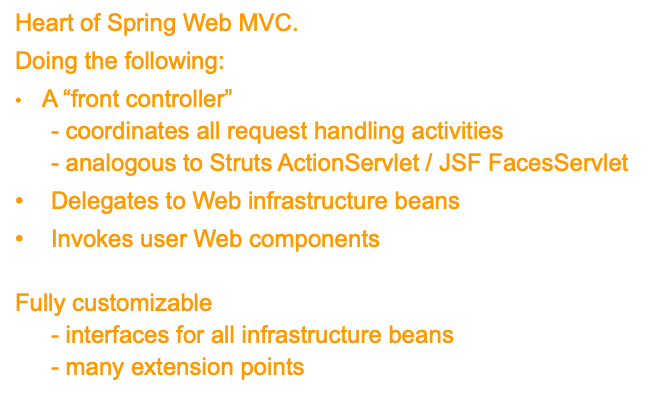 Heart of Spring Web MVC.
Doing the following:
• A “front controller”
- coordinates all request handling activities
- analogous to Struts ActionServlet / JSF FacesServlet
• Delegates to Web infrastructure beans
• Invokes user Web components
Fully customizable
- interfaces for all infrastructure beans
- many extension points